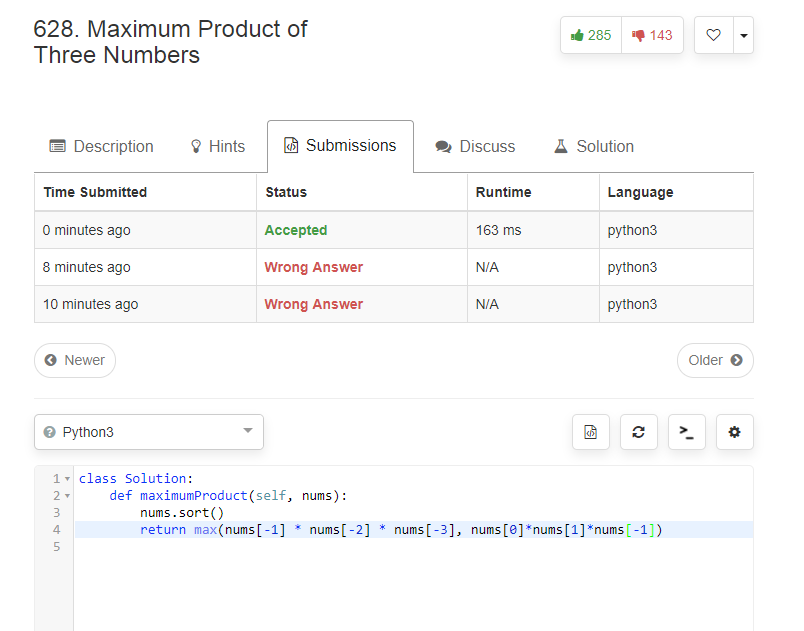 628. Maximum Product of
Three Numbers
285 143
Description Hints Submissions Discuss Solution
Time Submitted Status Runtime Language
0 minutes ago Accepted 163 ms python3
8 minutes ago Wrong Answer N/A python3
10 minutes ago Wrong Answer N/A python3
Newer Older
Python3 >_
1 class Solution:
2     def maximumProduct(self, nums):
3         nums.sort()
4         return max(nums[-1] * nums[-2] * nums[-3], nums[0]*nums[1]*nums[-1])
5